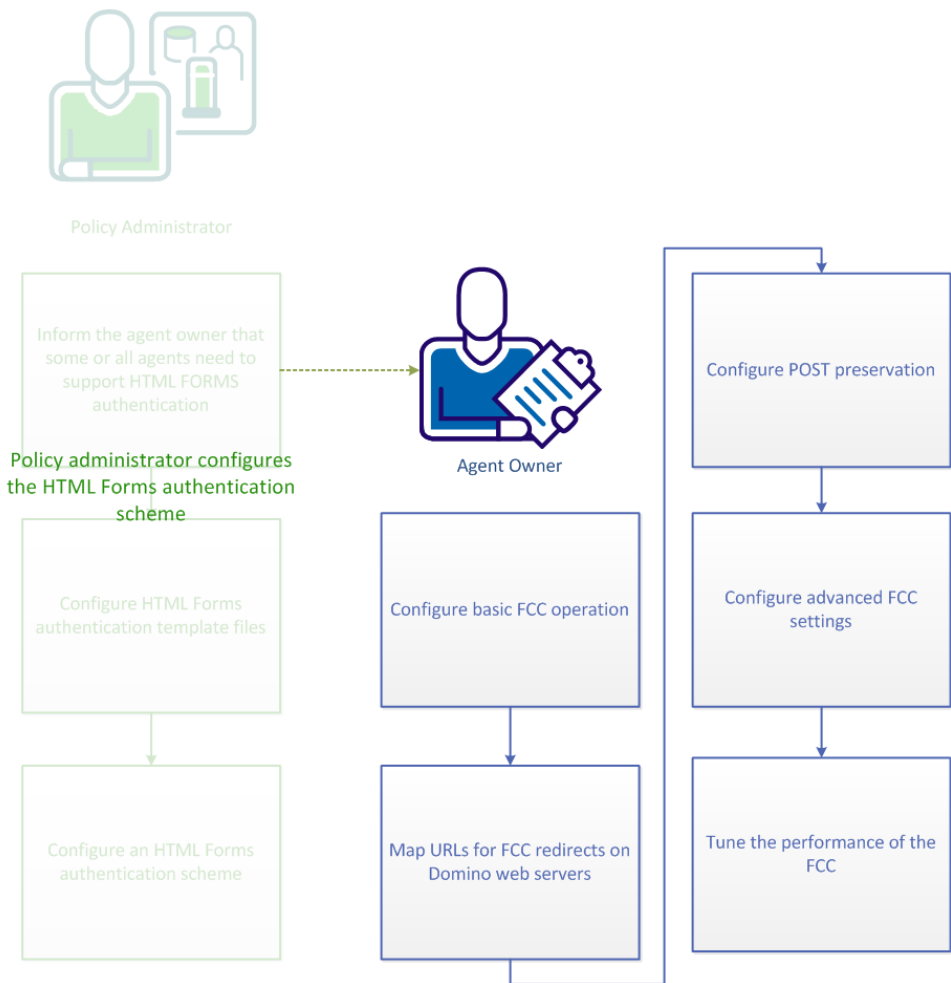 Policy Administrator
Inform the agent owner that
some or all agents need to
support HTML FORMS
authentication
Policy administrator configures
the HTML Forms authentication
scheme
Configure HTML Forms
authentication template files
Configure an HTML Forms
authentication scheme
Agent Owner
Configure basic FCC operation
Map URLs for FCC redirects on
Domino web servers
Configure POST preservation
Configure advanced FCC
settings
Tune the performance of the
FCC